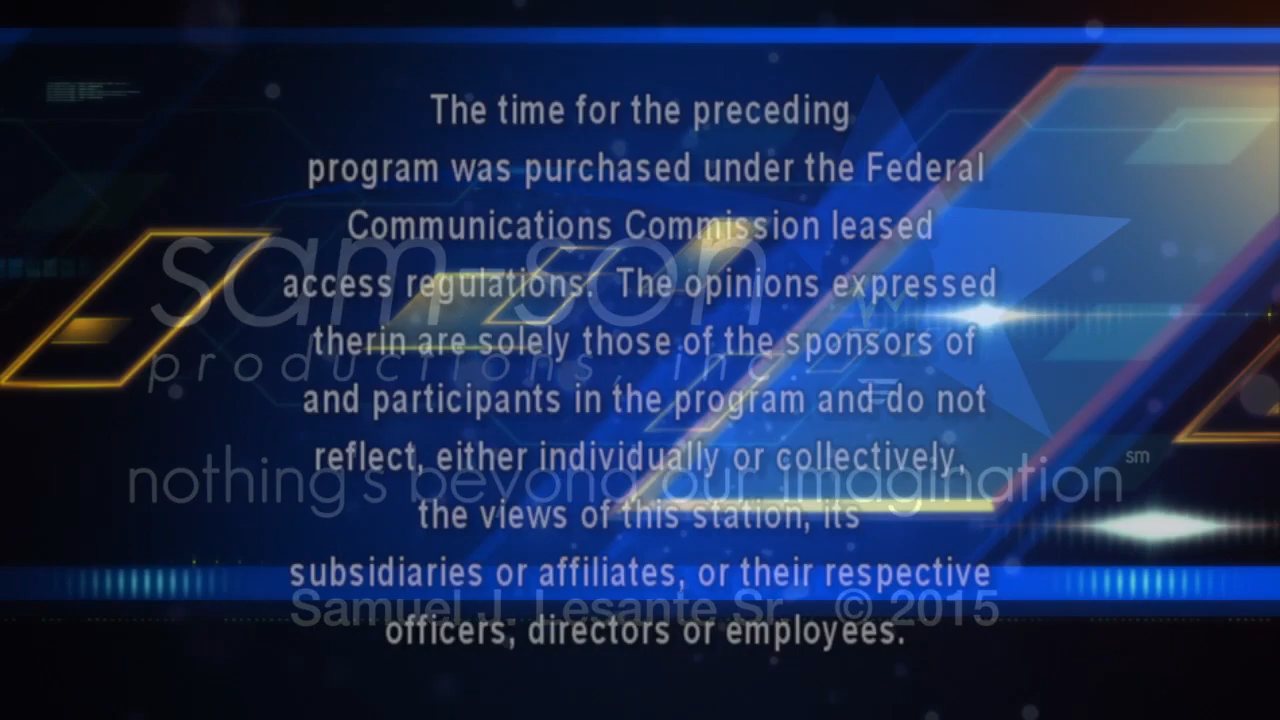 The time for the preceding
program was purchased under the Federal
Communications Commission leased
sam son
access regulations. The opinions expressed
therin are solely those of the sponsors of
productions, inc
and participants in the program and do not
reflect, either individually or collectively,
nothing's beyond our imagination sm
the views of this station, its
subsidiaries or affiliates, or their respective
Samuel J. Lesante Sr. © 2015
officers, directors or employees.